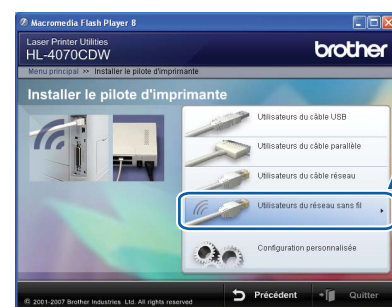 Macromedia Flash Player 8
Laser Printer Utilities
HL-4070CDW
brother
Menu principal >> Installer le pilote d'imprimante
Installer le pilote d'imprimante
Utilisateurs du câble USB
Utilisateurs du câble parallèle
Utilisateurs du câble réseau
Utilisateurs du réseau sans fil
Configuration personnalisée
© 2001-2007 Brother Industries Ltd. All rights reserved
Précédent
Quitter